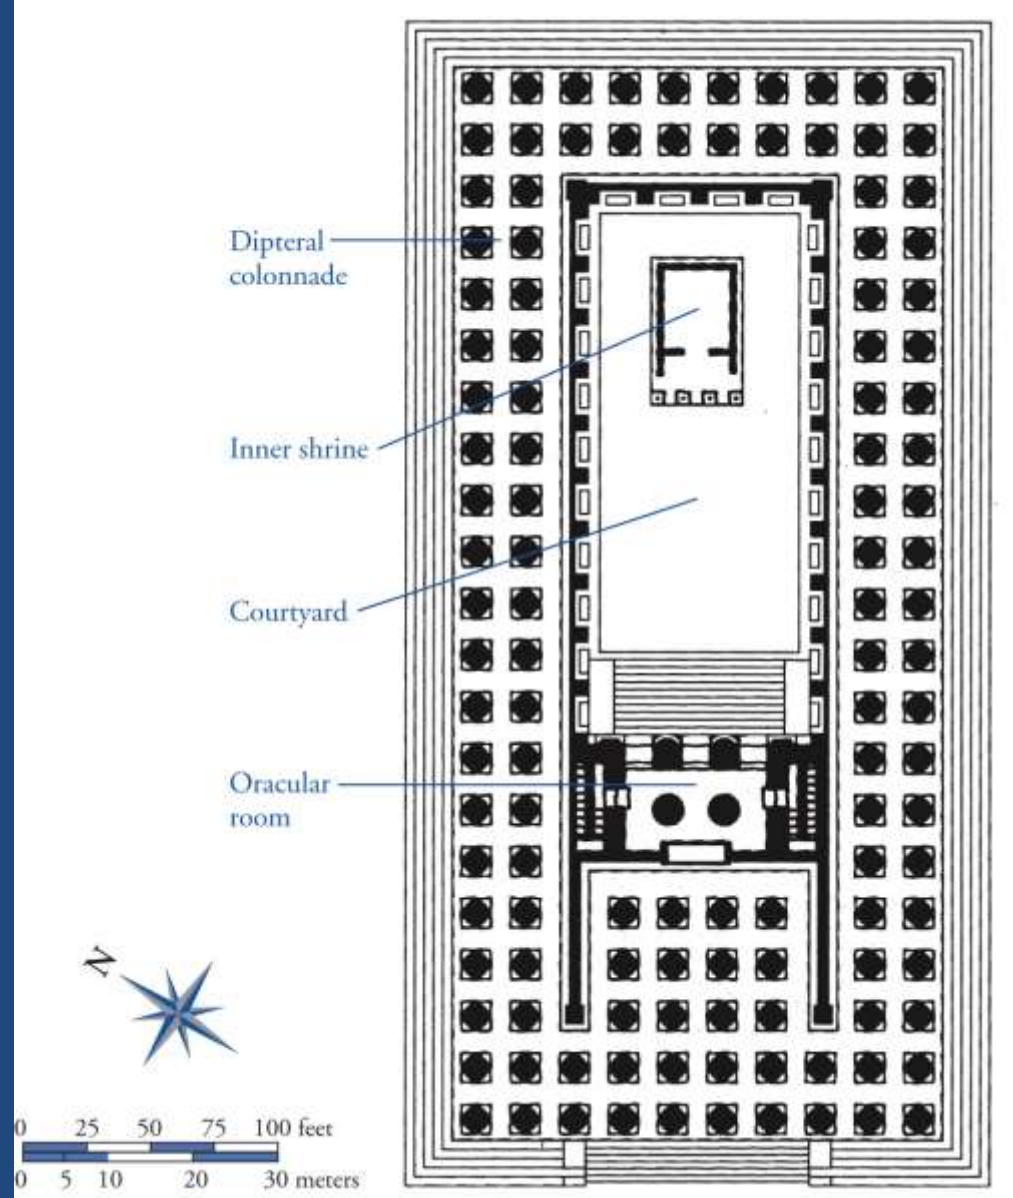 Dipteral
colonnade
Inner shrine
Courtyard
Oracular
room
N
0 25 50 75 100 feet
0 5 10 20 30 meters